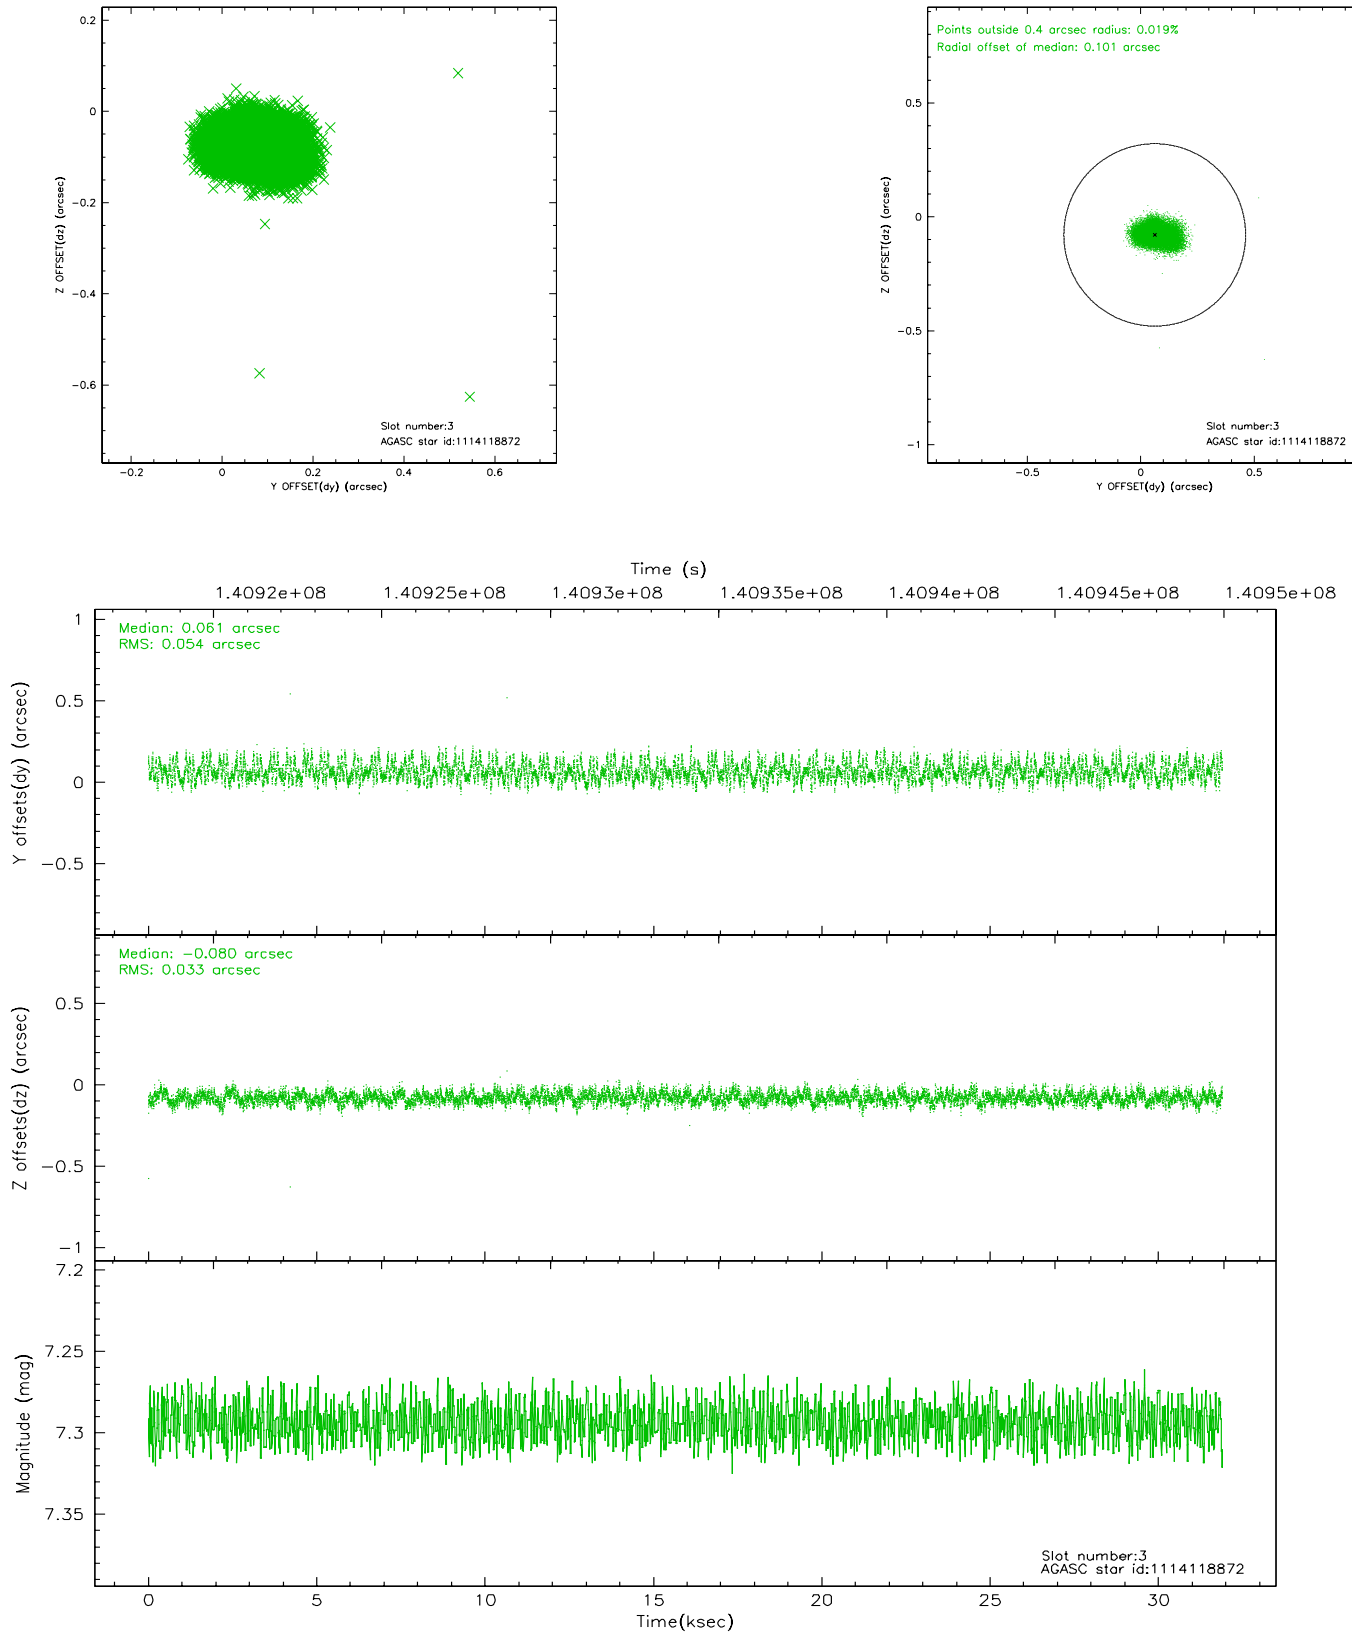 0.2
0
−0.2
−0.4
−0.6
Z OFFSET(dz) (arcsec)
Slot number:3
AGASC star id:1114118872
−0.2 0 0.2 0.4 0.6
Y OFFSET(dy) (arcsec)
Points outside 0.4 arcsec radius: 0.019%
Radial offset of median: 0.101 arcsec
0.5
0
−0.5
−1
Z OFFSET(dz) (arcsec)
Slot number:3
AGASC star id:1114118872
−0.5 0 0.5
Y OFFSET(dy) (arcsec)
Time (s)
1.4092e+08 1.40925e+08 1.4093e+08 1.40935e+08 1.4094e+08 1.40945e+08 1.4095e+08
Median: 0.061 arcsec
RMS: 0.054 arcsec
1
0.5
0
−0.5
Y offsets(dy) (arcsec)
Median: −0.080 arcsec
RMS: 0.033 arcsec
0.5
0
−0.5
−1
Z offsets(dz) (arcsec)
7.2
7.25
7.3
7.35
Magnitude (mag)
Slot number:3
AGASC star id:1114118872
0 5 10 15 20 25 30
Time(ksec)